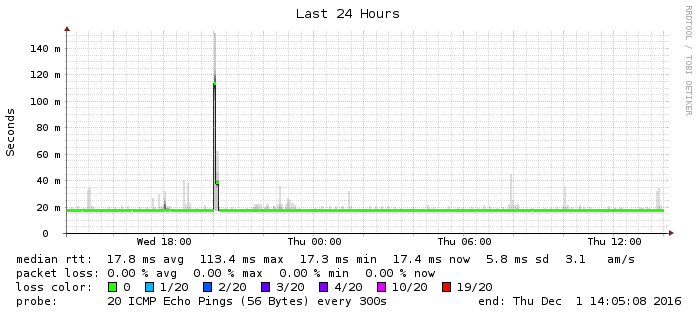 Last 24 Hours
RRDTOOL / TOBI OETIKER
Seconds
140 m
120 m
100 m
80 m
60 m
40 m
20 m
0
Wed 18:00 Thu 00:00 Thu 06:00 Thu 12:00
median rtt: 17.8 ms avg 113.4 ms max 17.3 ms min 17.4 ms now 5.8 ms sd 3.1 am/s
packet loss: 0.00 % avg 0.00 % max 0.00 % min 0.00 % now
loss color: 0 1/20 2/20 3/20 4/20 10/20 19/20
probe: 20 ICMP Echo Pings (56 Bytes) every 300s end: Thu Dec 1 14:05:08 2016